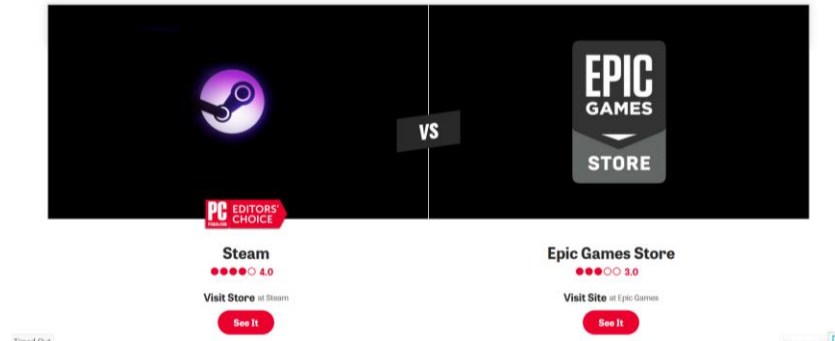 EPIC
GAMES
STORE
VS
PC EDITORS'
CHOICE
Steam
4.0
Visit Store at Steam
See It
Epic Games Store
3.0
Visit Site at Epic Games
See It